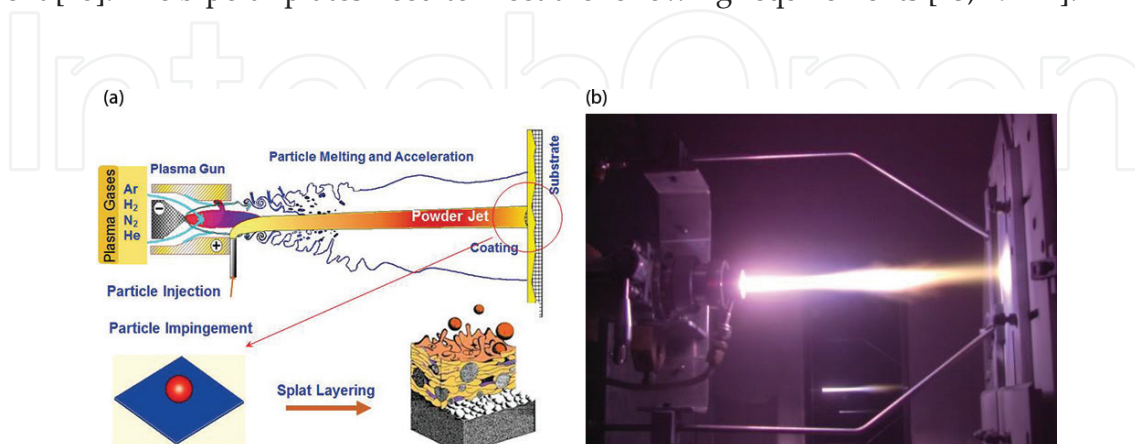 IntechOpen
(a)
(b)
Plasma Gases
Ar
H2
N2
He
Plasma Gun
−
+
Particle Melting and Acceleration
Substrate
Powder Jet
Coating
Particle Injection
Particle Impingement
Splat Layering